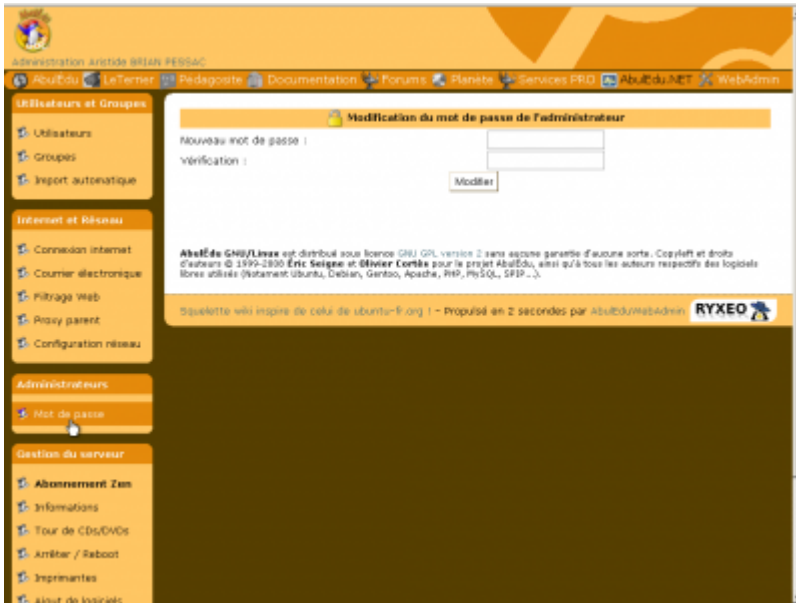 Administration Aristide BRIAN PESSAC
AbulEdu LeTerrier Pédagosite Documentation Forums Planète Services PRO AbulEdu.NET WebAdmin
Utilisateurs et Groupes
Utilisateurs
Groupes
Import automatique
Internet et Réseau
Connexion internet
Courrier électronique
Filtrage Web
Proxy parent
Configuration réseau
Administrateurs
Mot de passe
Gestion du serveur
Abonnement Zen
Informations
Tour de CDs/DVDs
Arrêter / Reboot
Imprimantes
Ajout de logiciels
Modification du mot de passe de l'administrateur
Nouveau mot de passe :
Vérification :
Modifier
AbulÉdu GNU/Linux est distribué sous licence GNU GPL version 2 sans aucune garantie d'aucune sorte. Copyleft et droits
d'auteurs © 1999-2008 Éric Seigne et Olivier Cortès pour le projet AbulÉdu, ainsi qu'à tous les auteurs respectifs des logiciels
libres utilisés (Notament Ubuntu, Debian, Gentoo, Apache, PHP, MySQL, SPIP...).
Squelette wiki inspire de celui de ubuntu-fr.org ! - Propulsé en 2 secondes par AbulEduWebAdmin RYXEO